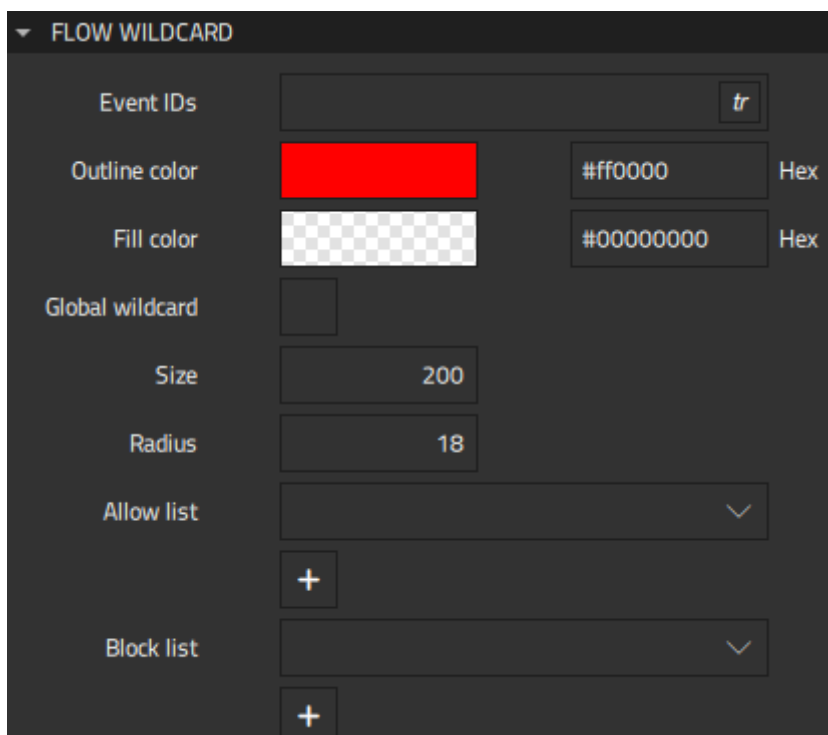 FLOW WILDCARD
Event IDs tr
Outline color #ff0000 Hex
Fill color #00000000 Hex
Global wildcard
Size 200
Radius 18
Allow list
+
Block list
+